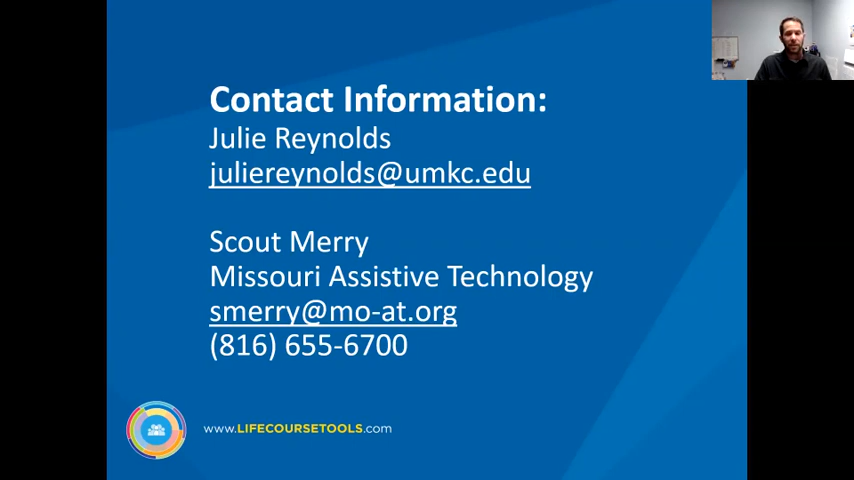 Contact Information:
Julie Reynolds
juliereynolds@umkc.edu
Scout Merry
Missouri Assistive Technology
smerry@mo-at.org
(816) 655-6700
www.LIFECOURSETOOLS.com